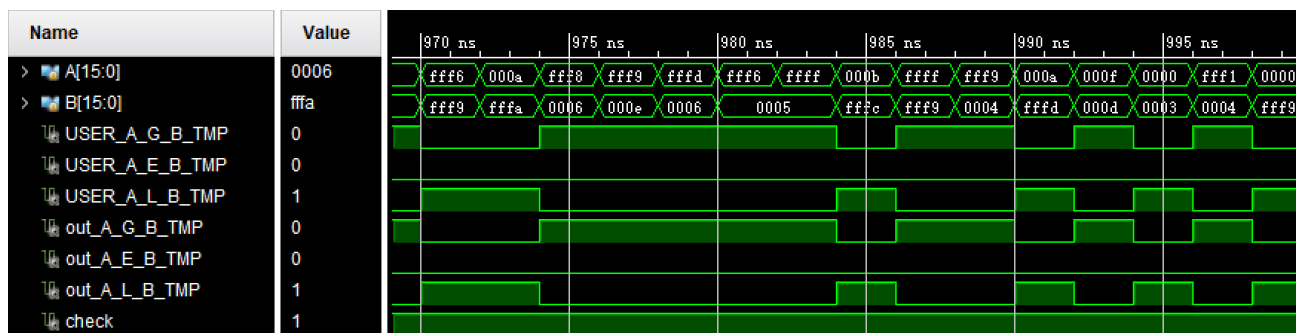 Name Value
970 ns 975 ns 980 ns 985 ns 990 ns 995 ns
A[15:0] 0006 fff6 000a fff8 fff9 fffd fff6 ffff 000b ffff fff9 000a 000f 0000 fff1 0000
B[15:0] fffa fff9 fffa 0006 000e 0006 0005 fffc fff9 0004 fffd 000d 0003 0004 fff9
USER_A_G_B_TMP 0
USER_A_E_B_TMP 0
USER_A_L_B_TMP 1
out_A_G_B_TMP 0
out_A_E_B_TMP 0
out_A_L_B_TMP 1
check 1